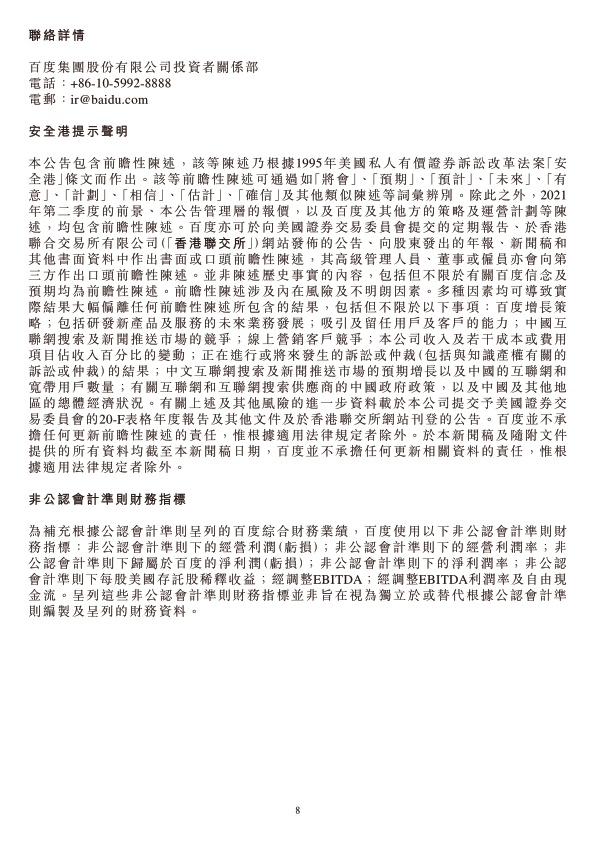 聯絡詳情
百度集團股份有限公司投資者關係部
電話：+86-10-5992-8888
電郵：ir@baidu.com
安全港提示聲明
本公告包含前瞻性陳述，該等陳述乃根據1995年美國私人有價證券訴訟改革法案「安
全港」條文而作出。該等前瞻性陳述可通過如「將會」、「預期」、「預計」、「未來」、「有
意」、「計劃」、「相信」、「估計」、「確信」及其他類似陳述等詞彙辨別。除此之外，2021
年第二季度的前景、本公告管理層的報價，以及百度及其他方的策略及運營計劃等陳
述，均包含前瞻性陳述。百度亦可於向美國證券交易委員會提交的定期報告、於香港
聯合交易所有限公司(「香港聯交所」)網站發佈的公告、向股東發出的年報、新聞稿和
其他書面資料中作出書面或口頭前瞻性陳述，其高級管理人員、董事或僱員亦會向第
三方作出口頭前瞻性陳述。並非陳述歷史事實的內容，包括但不限於有關百度信念及
預期均為前瞻性陳述。前瞻性陳述涉及內在風險及不明朗因素。多種因素均可導致實
際結果大幅偏離任何前瞻性陳述所包含的結果，包括但不限於以下事項：百度增長策
略；包括研發新產品及服務的未來業務發展；吸引及留任用戶及客戶的能力；中國互
聯網搜索及新聞推送市場的競爭；線上營銷客戶競爭；本公司收入及若干成本或費用
項目佔收入百分比的變動；正在進行或將來發生的訴訟或仲裁(包括與知識產權有關的
訴訟或仲裁)的結果；中文互聯網搜索及新聞推送市場的預期增長以及中國的互聯網和
寬帶用戶數量；有關互聯網和互聯網搜索供應商的中國政府政策，以及中國及其他地
區的總體經濟狀況。有關上述及其他風險的進一步資料載於本公司提交予美國證券交
易委員會的20-F表格年度報告及其他文件及於香港聯交所網站刊登的公告。百度並不承
擔任何更新前瞻性陳述的責任，惟根據適用法律規定者除外。於本新聞稿及隨附文件
提供的所有資料均截至本新聞稿日期，百度並不承擔任何更新相關資料的責任，惟根
據適用法律規定者除外。
非公認會計準則財務指標
為補充根據公認會計準則呈列的百度綜合財務業績，百度使用以下非公認會計準則財
務指標：非公認會計準則下的經營利潤(虧損)；非公認會計準則下的經營利潤率；非
公認會計準則下歸屬於百度的淨利潤(虧損)；非公認會計準則下的淨利潤率；非公認
會計準則下每股美國存託股稀釋收益；經調整EBITDA；經調整EBITDA利潤率及自由現
金流。呈列這些非公認會計準則財務指標並非旨在視為獨立於或替代根據公認會計準
則編製及呈列的財務資料。
8